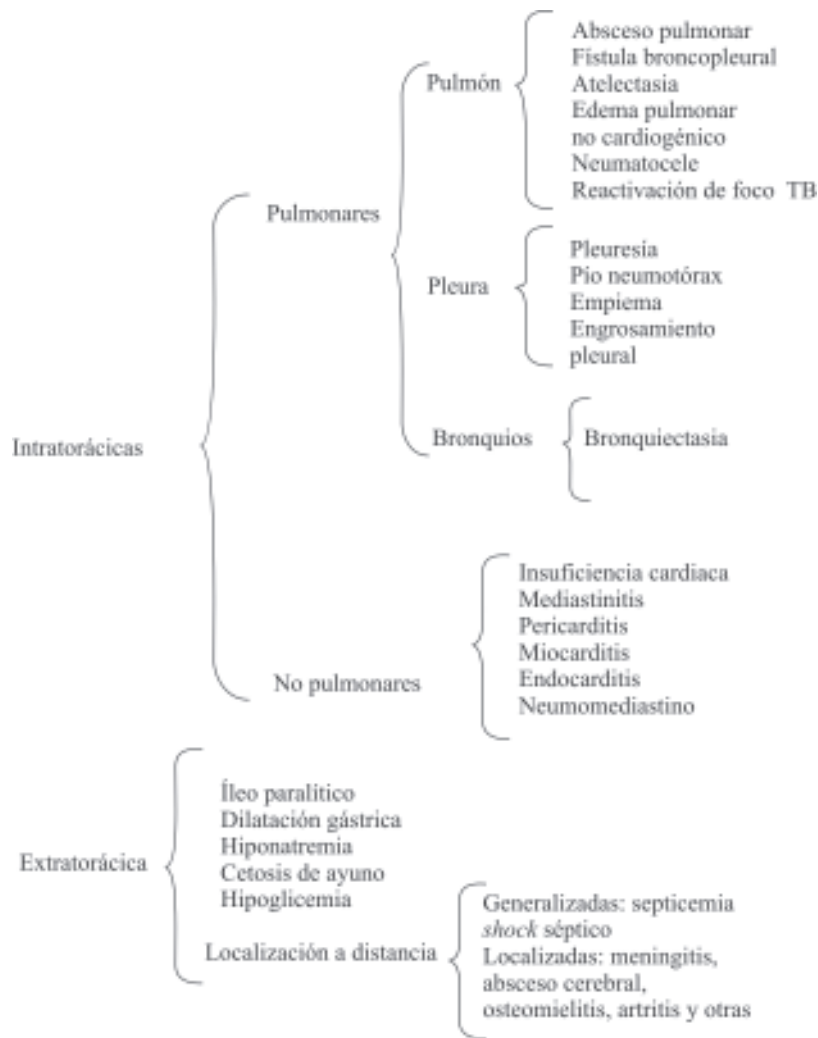 Intratorácicas
Pulmonares
Pulmón
Absceso pulmonar
Fístula broncopleural
Atelectasia
Edema pulmonar
no cardiogénico
Neumatocele
Reactivación de foco TB
Pleura
Pleuresía
Pio neumotórax
Empiema
Engrosamiento
pleural
Bronquios
Bronquiectasia
No pulmonares
Insuficiencia cardiaca
Mediastinitis
Pericarditis
Miocarditis
Endocarditis
Neumomediastino
Extratorácica
Íleo paralítico
Dilatación gástrica
Hiponatremia
Cetosis de ayuno
Hipoglicemia
Localización a distancia
Generalizadas: septicemia
shock séptico
Localizadas: meningitis,
absceso cerebral,
osteomielitis, artritis y otras